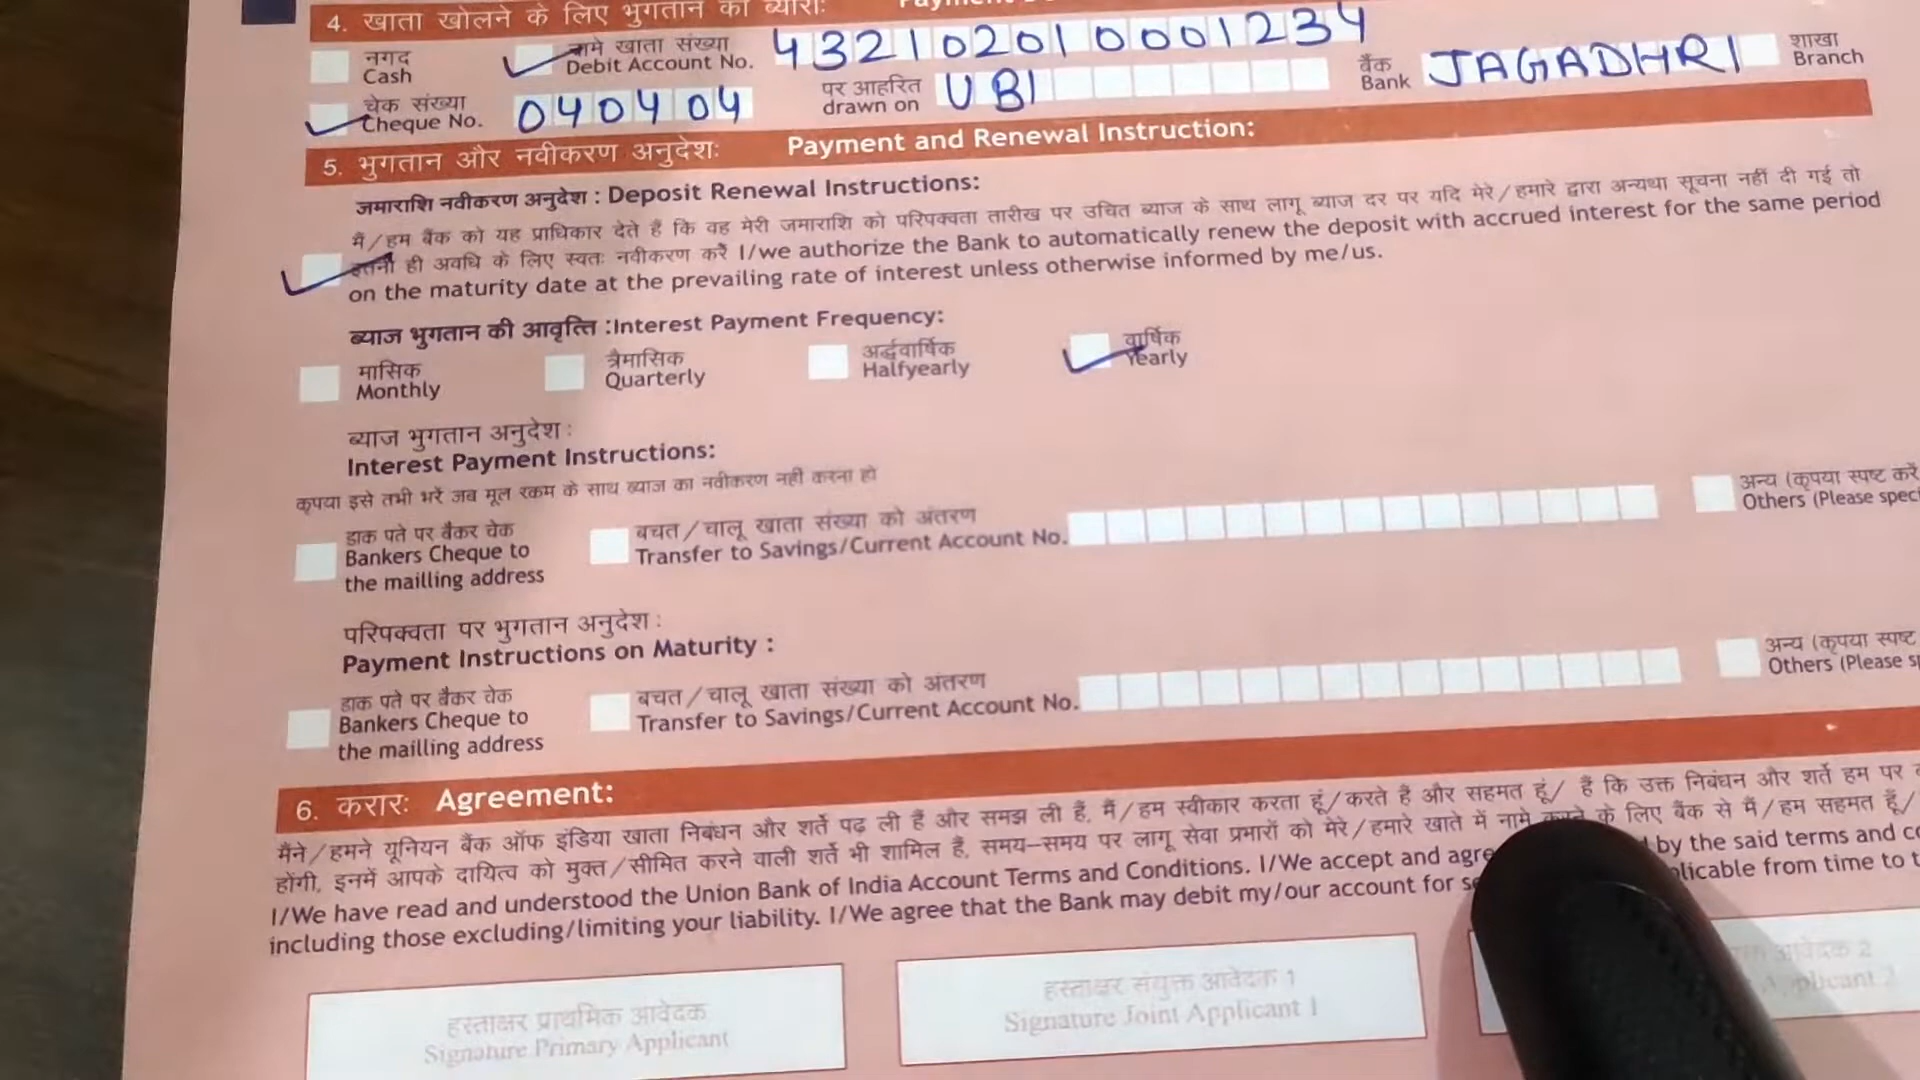 4. खाता खोलने के लिए भुगतान का ब्योराः
नगद
Cash
नामे खाता संख्या
Debit Account No. 432102010001234
चेक संख्या
Cheque No. 040404
पर आहरित
drawn on UBI
बैंक
Bank JAGADHRI
शाखा
Branch
5. भुगतान और नवीकरण अनुदेशः Payment and Renewal Instruction:
जमाराशि नवीकरण अनुदेश : Deposit Renewal Instructions:
मैं/हम बैंक को यह प्राधिकार देते हैं कि वह मेरी जमाराशि को परिपक्वता तारीख पर उचित ब्याज के साथ लागू ब्याज दर पर यदि मेरे/हमारे द्वारा अन्यथा सूचना नहीं दी गई तो
इतनी ही अवधि के लिए स्वतः नवीकरण करें I/we authorize the Bank to automatically renew the deposit with accrued interest for the same period
on the maturity date at the prevailing rate of interest unless otherwise informed by me/us.
ब्याज भुगतान की आवृत्ति :Interest Payment Frequency:
मासिक
Monthly
त्रैमासिक
Quarterly
अर्द्धवार्षिक
Halfyearly
वार्षिक
Yearly
ब्याज भुगतान अनुदेश :
Interest Payment Instructions:
कृपया इसे तभी भरें जब मूल रकम के साथ ब्याज का नवीकरण नहीं करना हो
डाक पते पर बैंकर चेक
Bankers Cheque to
the mailling address
बचत/चालू खाता संख्या को अंतरण
Transfer to Savings/Current Account No.
अन्य (कृपया स्पष्ट करें
Others (Please spec
परिपक्वता पर भुगतान अनुदेश :
Payment Instructions on Maturity :
डाक पते पर बैंकर चेक
Bankers Cheque to
the mailling address
बचत/चालू खाता संख्या को अंतरण
Transfer to Savings/Current Account No.
अन्य (कृपया स्पष्ट
Others (Please s
6. करारः Agreement:
मैंने/हमने यूनियन बैंक ऑफ इंडिया खाता निबंधन और शर्तें पढ़ ली हैं और समझ ली हैं. मैं/हम स्वीकार करता हूं/करते हैं और सहमत हूं/ हैं कि उक्त निबंधन और शर्ते हम पर
होंगी, इनमें आपके दायित्व को मुक्त/सीमित करने वाली शर्ते भी शामिल हैं. समय-समय पर लागू सेवा प्रभारों को मेरे/हमारे खाते में नामे करने के लिए बैंक से मैं/हम सहमत हूँ/
I/We have read and understood the Union Bank of India Account Terms and Conditions. I/We accept and agre by the said terms and co
including those excluding/limiting your liability. I/We agree that the Bank may debit my/our account for se plicable from time to t
हस्ताक्षर प्राथमिक आवेदक
Signature Primary Applicant
हस्ताक्षर संयुक्त आवेदक 1
Signature Joint Applicant 1
आवेदक 2
Applicant 2